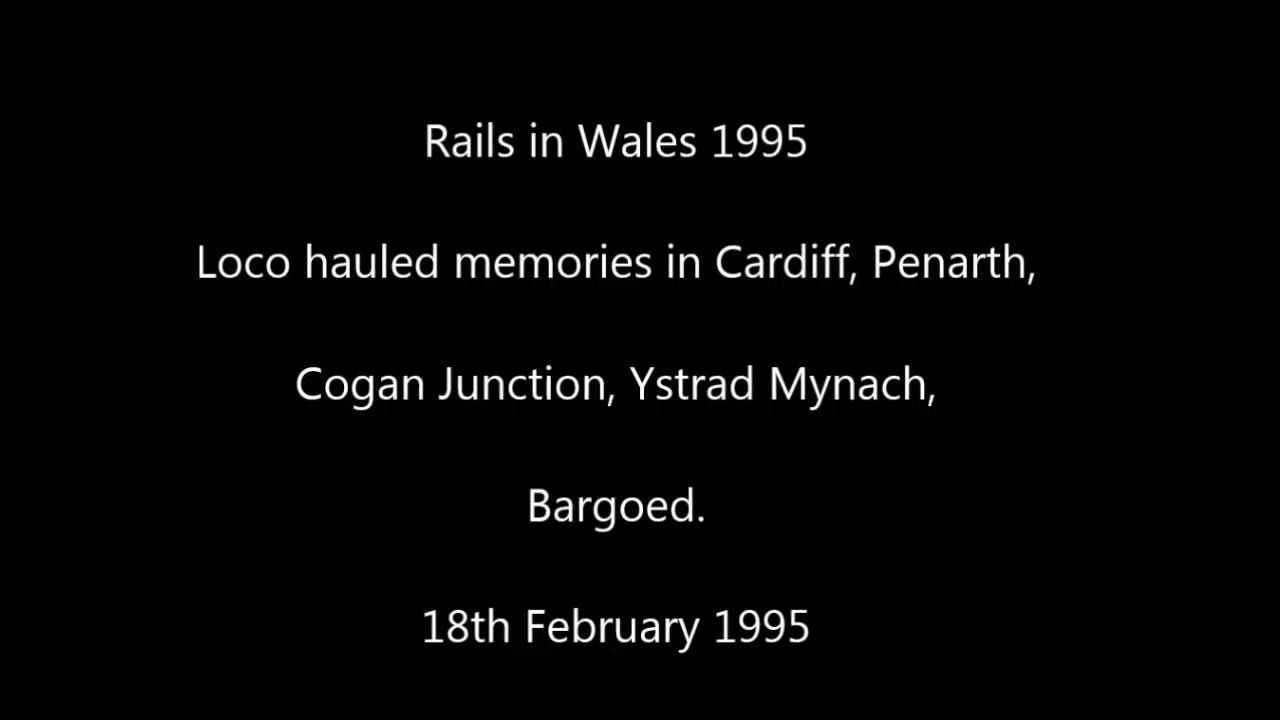 Rails in Wales 1995
Loco hauled memories in Cardiff, Penarth,
Cogan Junction, Ystrad Mynach,
Bargoed.
18th February 1995